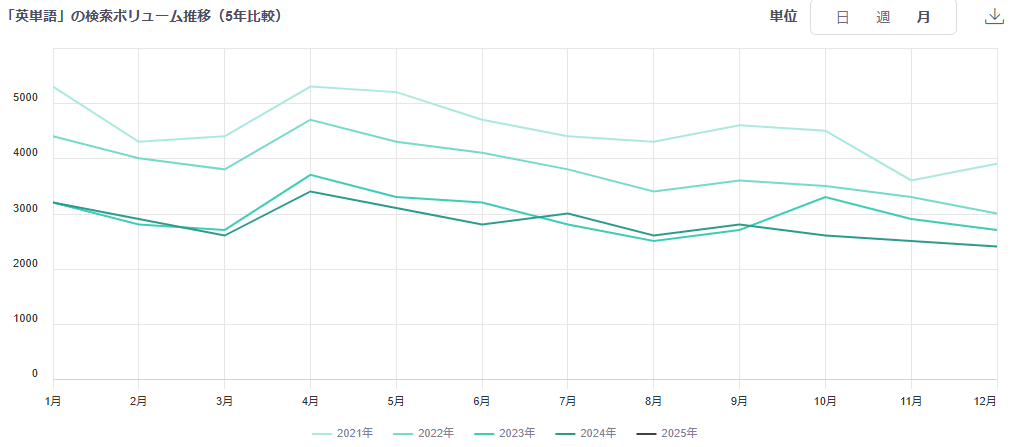 「英単語」の検索ボリューム推移（5年比較）
単位 日 週 月
5000
4000
3000
2000
1000
0
1月 2月 3月 4月 5月 6月 7月 8月 9月 10月 11月 12月
2021年 2022年 2023年 2024年 2025年